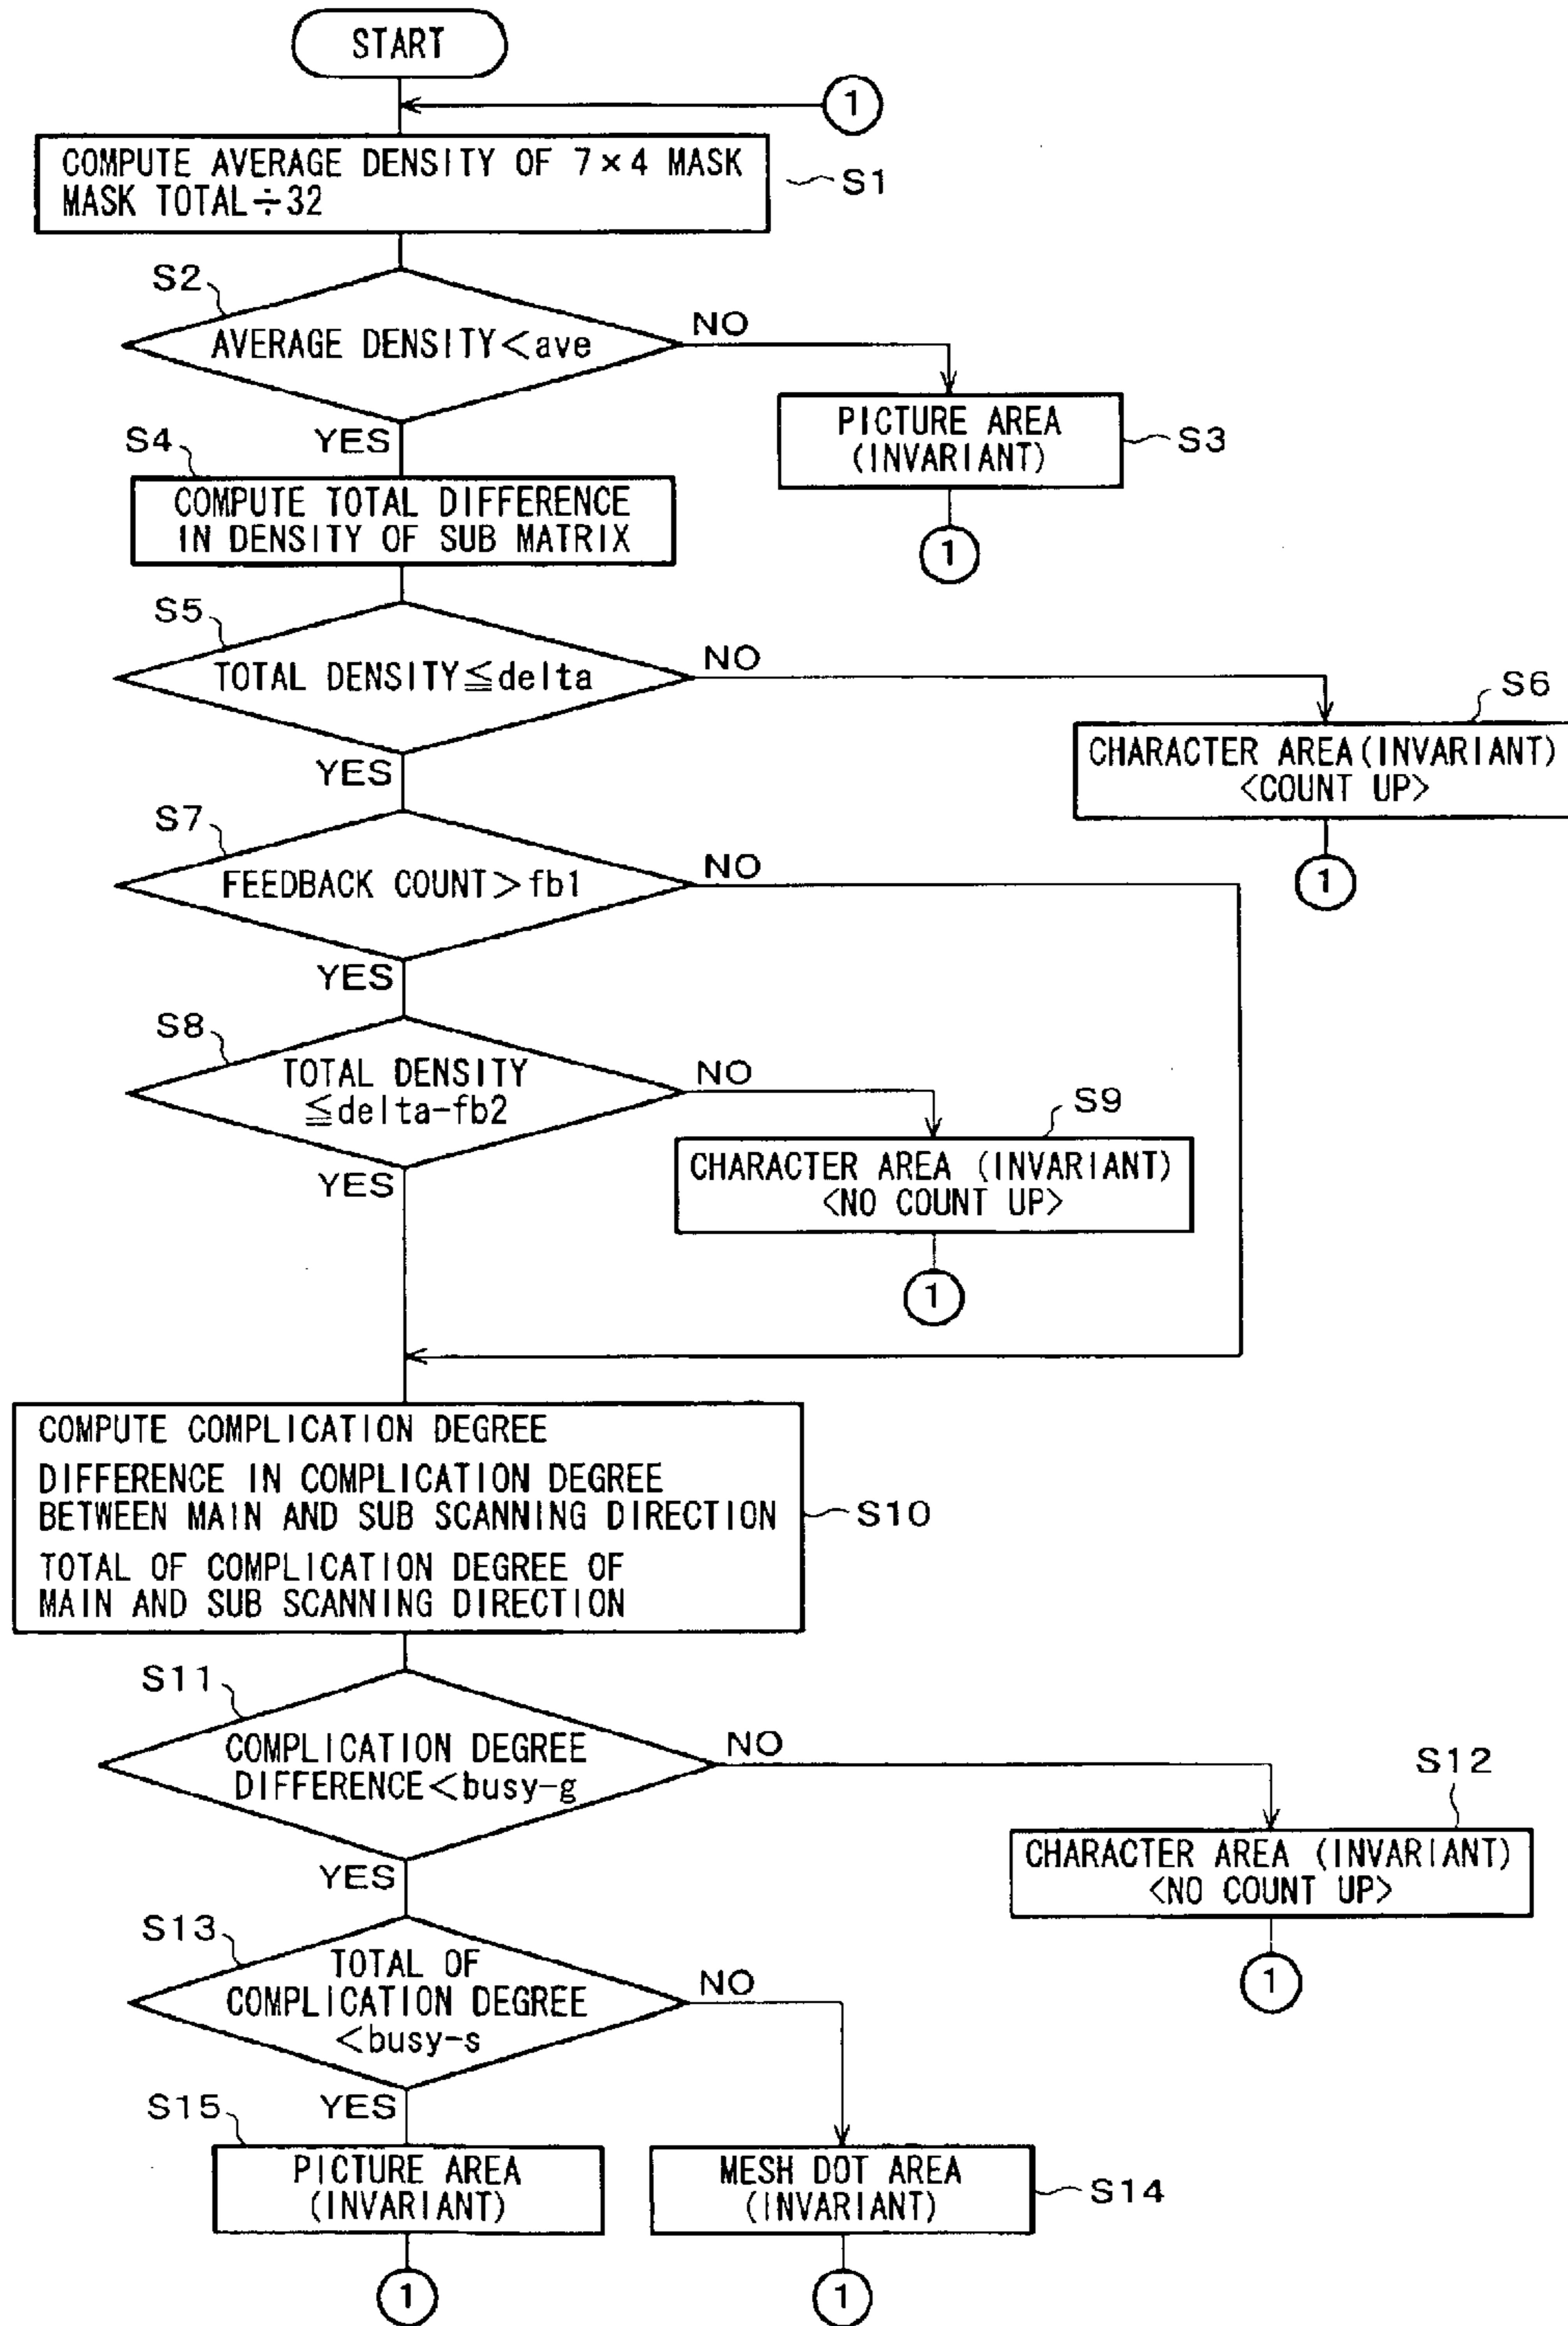 START
1
COMPUTE AVERAGE DENSITY OF 7×4 MASK
MASK TOTAL÷32
S1
S2
AVERAGE DENSITY<ave
NO
YES
PICTURE AREA
(INVARIANT)
S3
1
S4
COMPUTE TOTAL DIFFERENCE
IN DENSITY OF SUB MATRIX
S5
TOTAL DENSITY≦delta
NO
YES
S6
CHARACTER AREA(INVARIANT)
<COUNT UP>
1
S7
FEEDBACK COUNT>fb1
NO
YES
S8
TOTAL DENSITY
≦delta-fb2
NO
YES
S9
CHARACTER AREA (INVARIANT)
<NO COUNT UP>
1
COMPUTE COMPLICATION DEGREE
DIFFERENCE IN COMPLICATION DEGREE
BETWEEN MAIN AND SUB SCANNING DIRECTION
TOTAL OF COMPLICATION DEGREE OF
MAIN AND SUB SCANNING DIRECTION
S10
S11
COMPLICATION DEGREE
DIFFERENCE<busy-g
NO
YES
S12
CHARACTER AREA (INVARIANT)
<NO COUNT UP>
1
S13
TOTAL OF
COMPLICATION DEGREE
<busy-s
NO
YES
S15
PICTURE AREA
(INVARIANT)
1
MESH DOT AREA
(INVARIANT)
S14
1